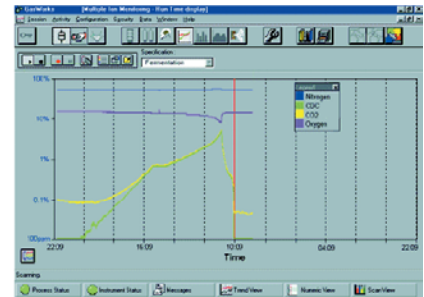 GasWorks [Multiple Ion Monitoring - Run Time display]
Session Activity Configuration Security Data Window Help
Specification
Fermentation
100%
10%
1%
0.1%
100ppm
22:09
16:09
10:09
04:09
22:09
Time
Legend
Nitrogen
CDC
CO2
Oxygen
Scanning.
Process Status
Instrument Status
Messages
Trend View
Numeric View
Scan View